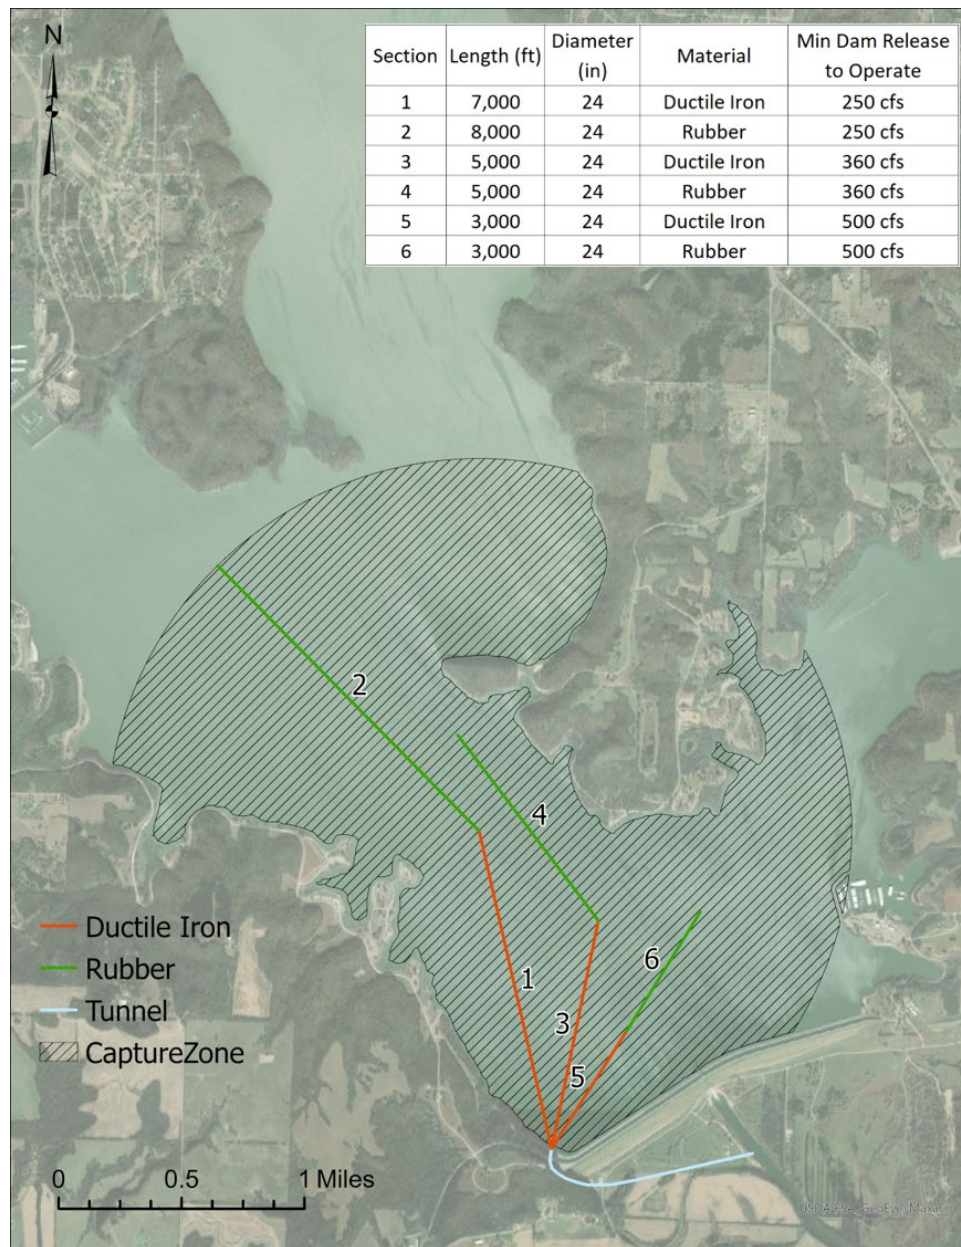 N
Section Length (ft) Diameter (in) Material Min Dam Release to Operate
1 7,000 24 Ductile Iron 250 cfs
2 8,000 24 Rubber 250 cfs
3 5,000 24 Ductile Iron 360 cfs
4 5,000 24 Rubber 360 cfs
5 3,000 24 Ductile Iron 500 cfs
6 3,000 24 Rubber 500 cfs
2
4
6
1
3
5
Ductile Iron
Rubber
Tunnel
CaptureZone
0 0.5 1 Miles
USDA FSA, GeoEye, Maxar